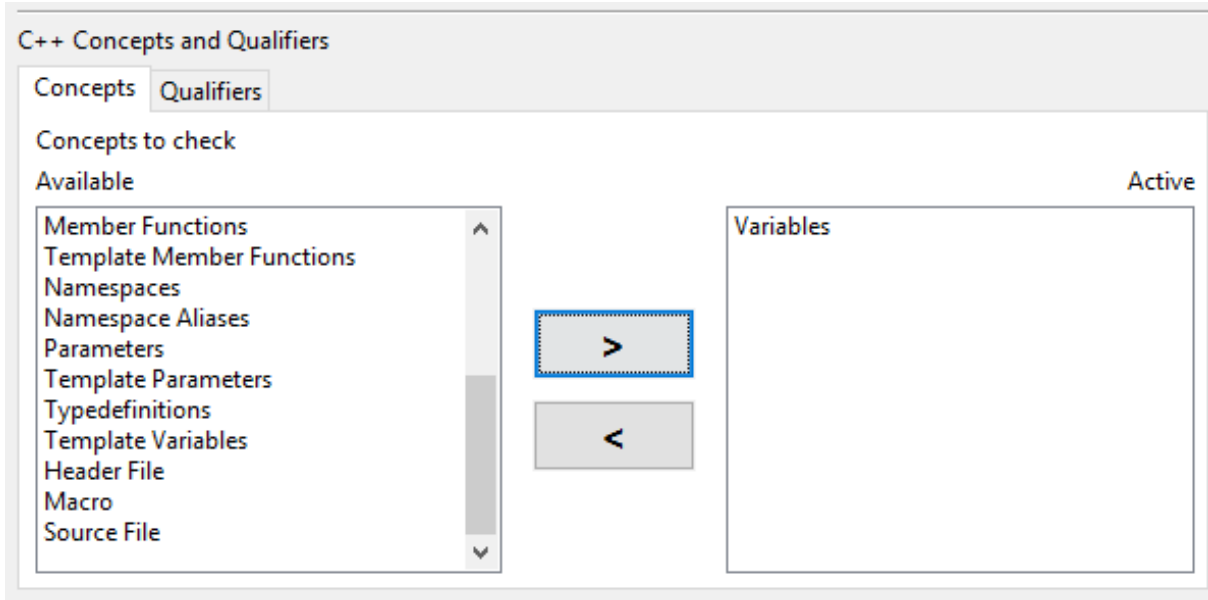 C++ Concepts and Qualifiers
Concepts Qualifiers
Concepts to check
Available Active
Member Functions
Template Member Functions
Namespaces
Namespace Aliases
Parameters
Template Parameters
Typedefinitions
Template Variables
Header File
Macro
Source File
>
<
Variables